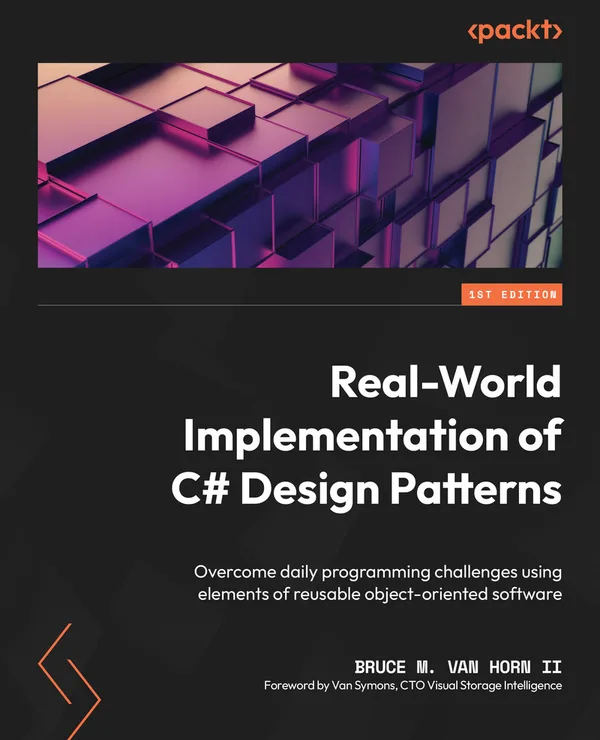 <packt>
1ST EDITION
Real-World
Implementation of
C# Design Patterns
Overcome daily programming challenges using
elements of reusable object-oriented software
BRUCE M. VAN HORN II
Foreword by Van Symons, CTO Visual Storage Intelligence